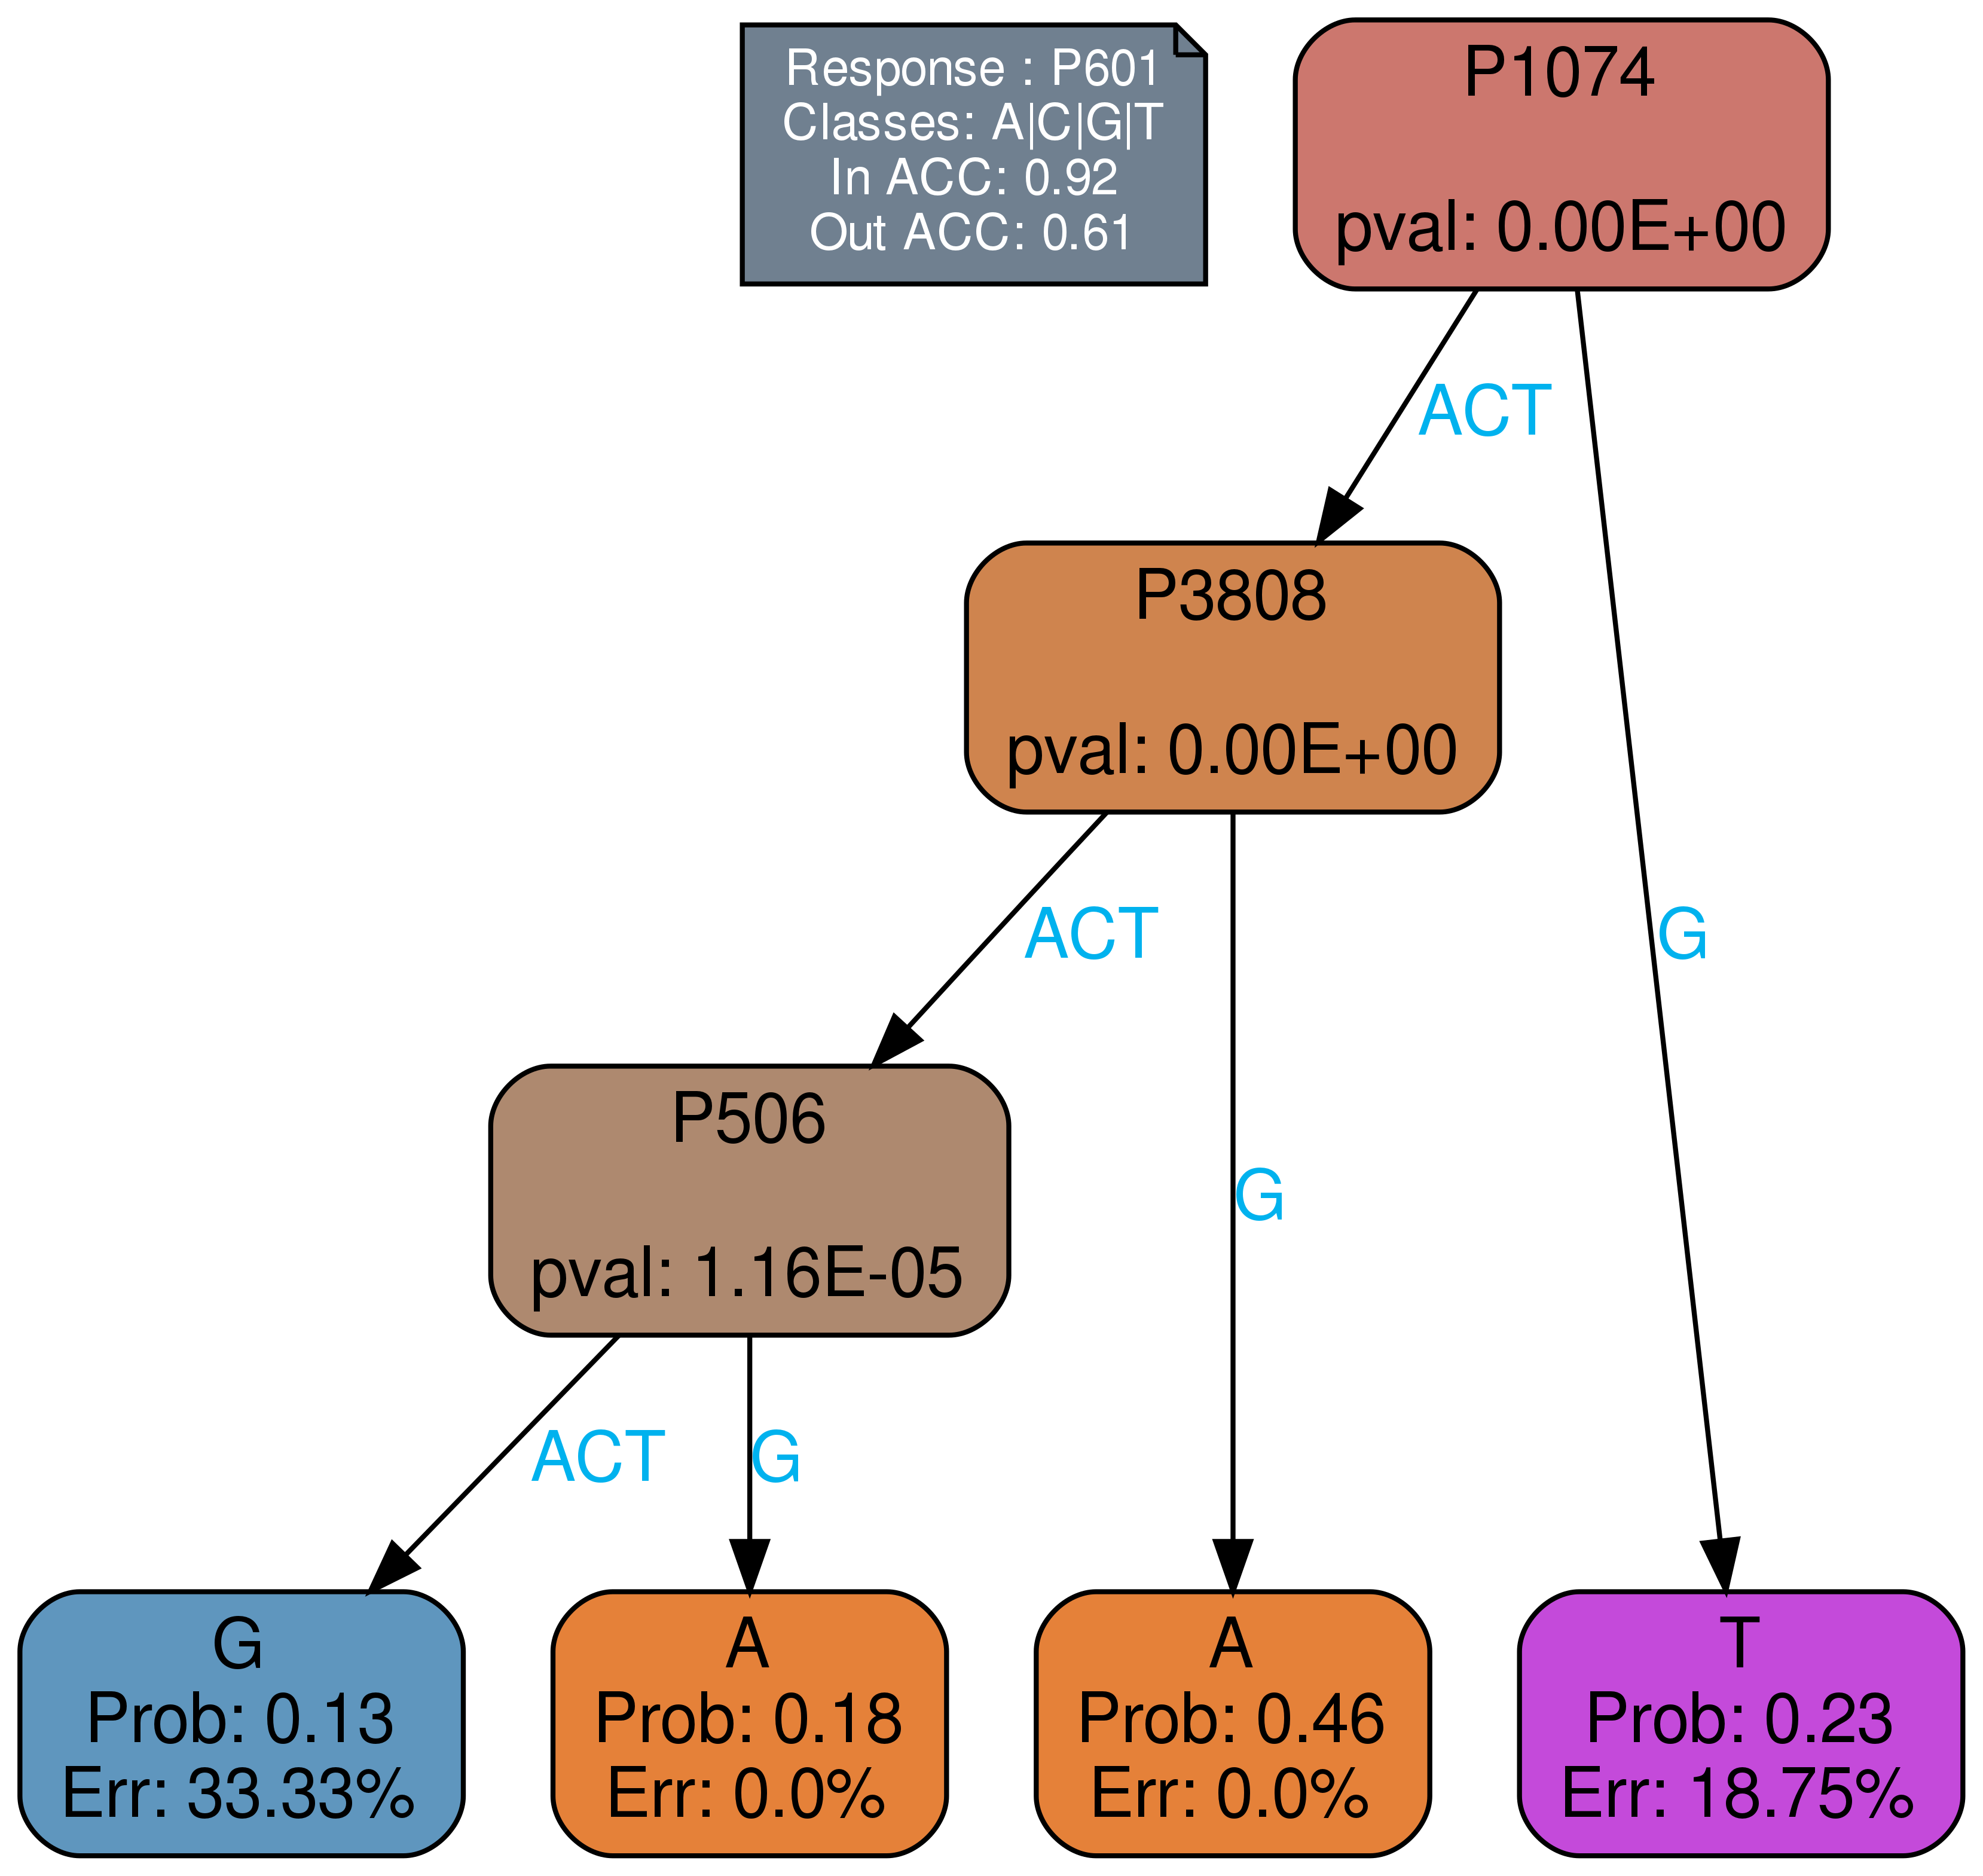 Response : P601
Classes: A|C|G|T
In ACC: 0.92
Out ACC: 0.61
P1074
pval: 0.00E+00
ACT
P3808
pval: 0.00E+00
ACT
G
P506
pval: 1.16E-05
G
ACT
G
G
Prob: 0.13
Err: 33.33%
A
Prob: 0.18
Err: 0.0%
A
Prob: 0.46
Err: 0.0%
T
Prob: 0.23
Err: 18.75%